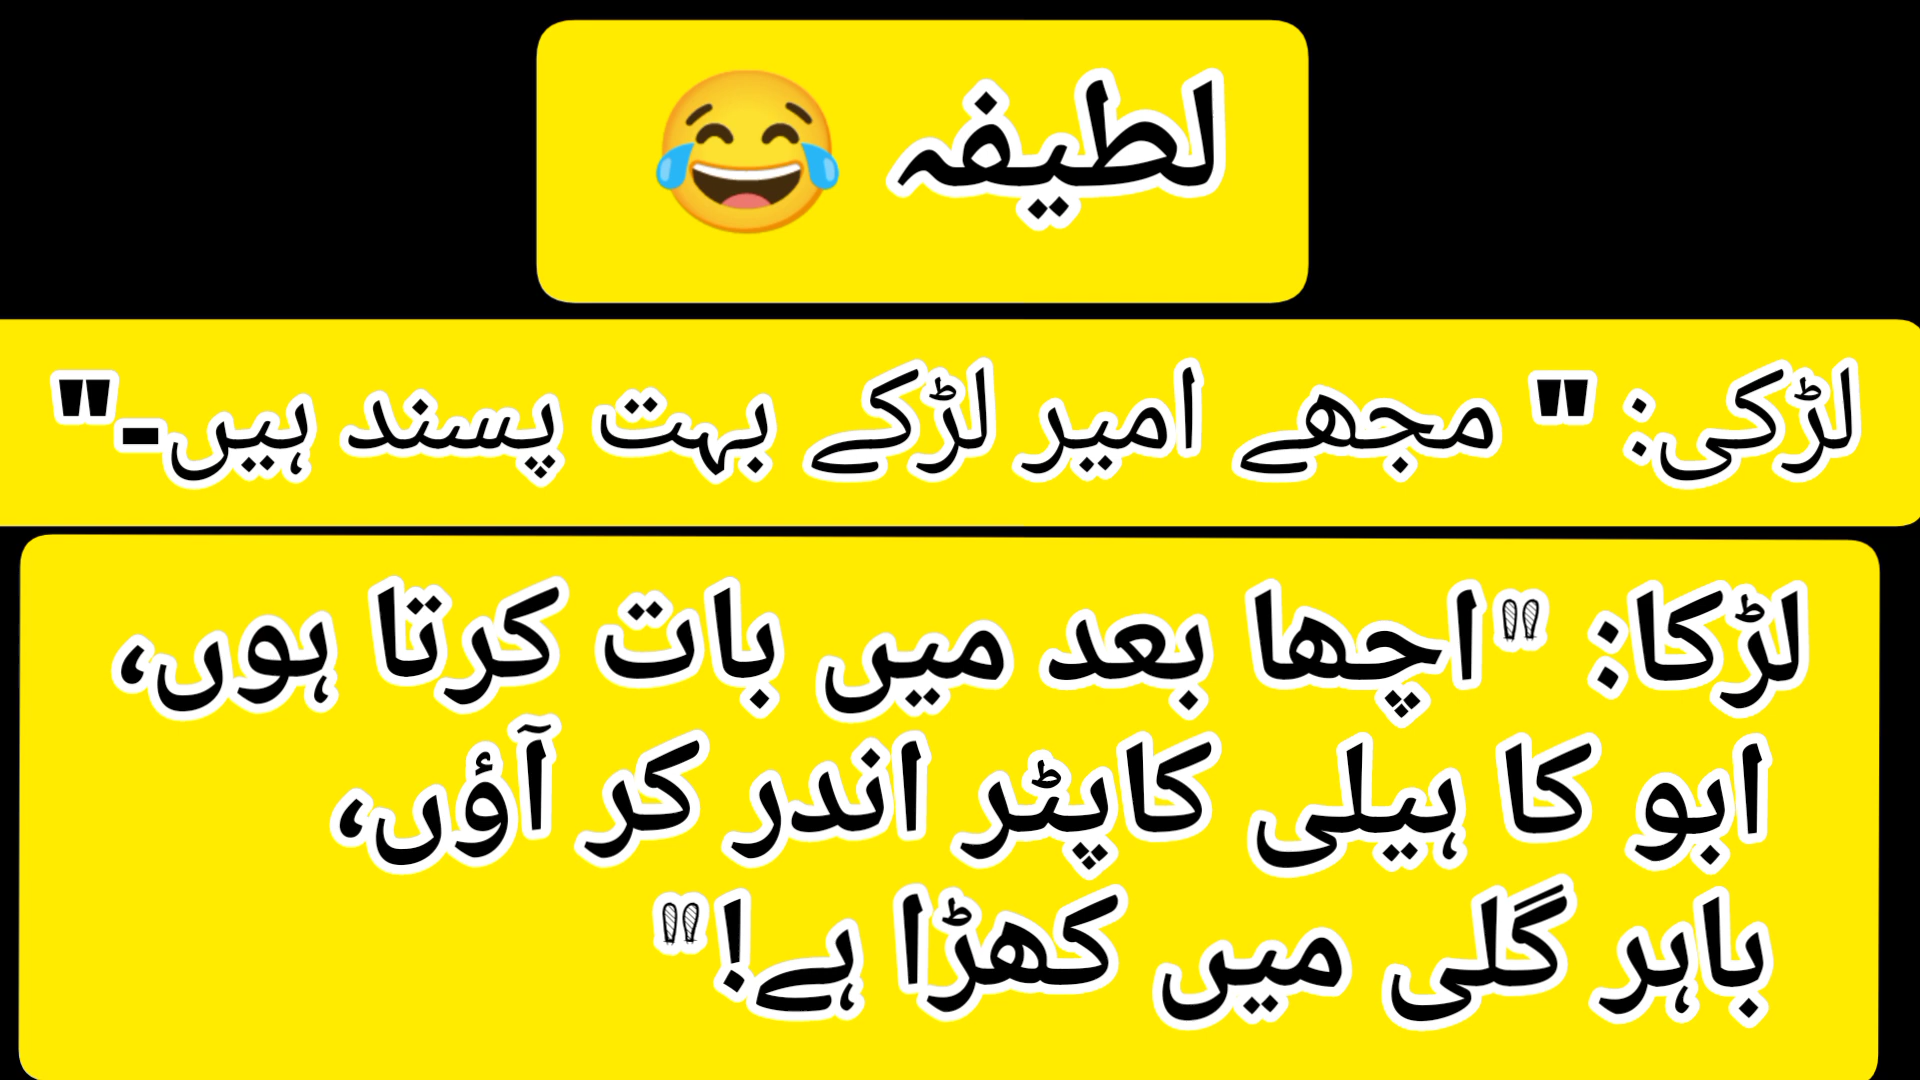 لطیفہ 😂
لڑکی: " مجھے امیر لڑکے بہت پسند ہیں-"
لڑکا: "اچھا بعد میں بات کرتا ہوں،
ابو کا ہیلی کاپٹر اندر کر آؤں،
باہر گلی میں کھڑا ہے!"